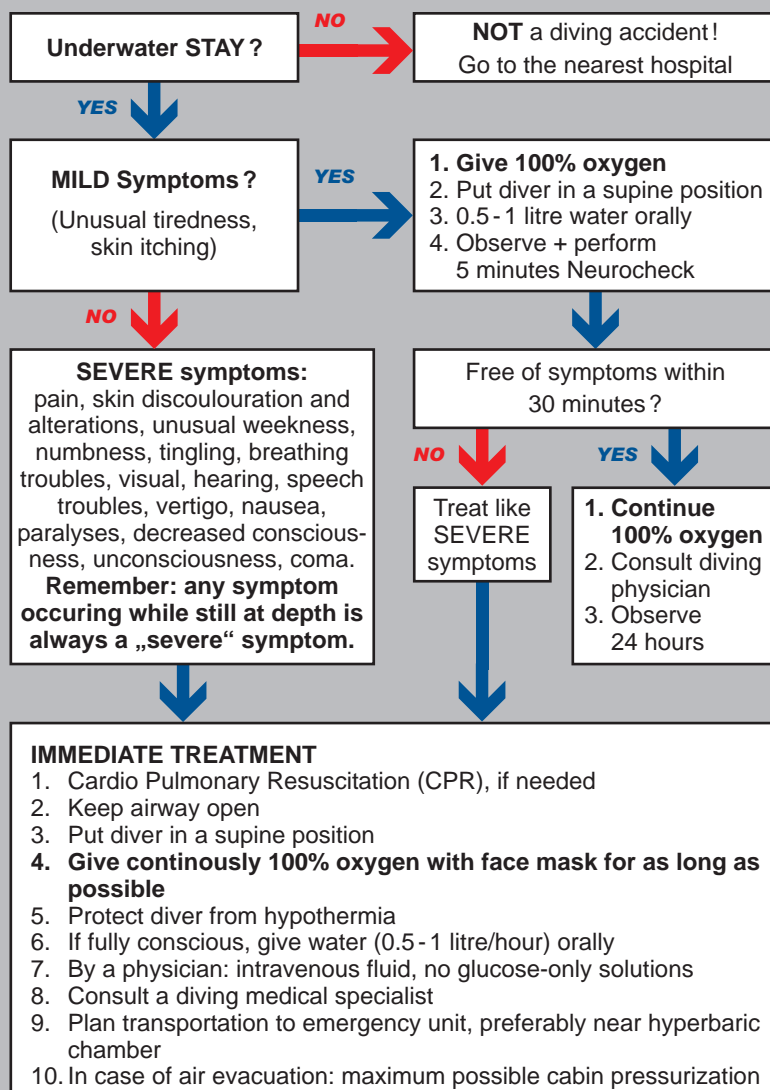 Underwater STAY?
NO
NOT a diving accident!
Go to the nearest hospital
YES
MILD Symptoms?
(Unusual tiredness,
skin itching)
YES
1. Give 100% oxygen
2. Put diver in a supine position
3. 0.5-1 litre water orally
4. Observe + perform
5 minutes Neurocheck
NO
SEVERE symptoms:
pain, skin discoulouration and
alterations, unusual weekness,
numbness, tingling, breathing
troubles, visual, hearing, speech
troubles, vertigo, nausea,
paralyses, decreased conscious-
ness, unconsciousness, coma.
Remember: any symptom
occuring while still at depth is
always a „severe“ symptom.
Free of symptoms within
30 minutes?
NO
YES
Treat like
SEVERE
symptoms
1. Continue
100% oxygen
2. Consult diving
physician
3. Observe
24 hours
IMMEDIATE TREATMENT
1. Cardio Pulmonary Resuscitation (CPR), if needed
2. Keep airway open
3. Put diver in a supine position
4. Give continously 100% oxygen with face mask for as long as
possible
5. Protect diver from hypothermia
6. If fully conscious, give water (0.5-1 litre/hour) orally
7. By a physician: intravenous fluid, no glucose-only solutions
8. Consult a diving medical specialist
9. Plan transportation to emergency unit, preferably near hyperbaric
chamber
10. In case of air evacuation: maximum possible cabin pressurization